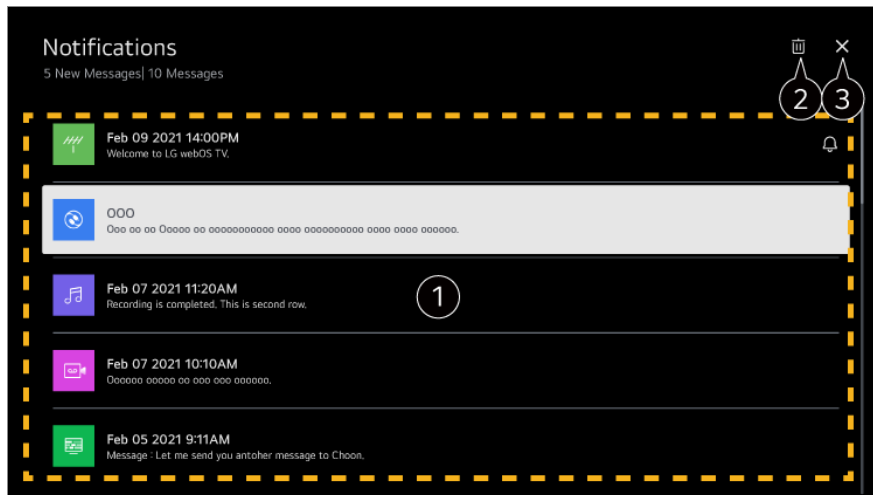 Notifications
5 New Messages| 10 Messages
2
3
Feb 09 2021 14:00PM
Welcome to LG webOS TV.
OOO
Ooo oo oo Ooooo oo ooooooooooo oooo oooooooooo oooo oooo oooooo.
Feb 07 2021 11:20AM
Recording is completed. This is second row.
1
Feb 07 2021 10:10AM
Oooooo ooooo oo ooo ooo oooooo.
Feb 05 2021 9:11AM
Message : Let me send you antoher message to Choon.